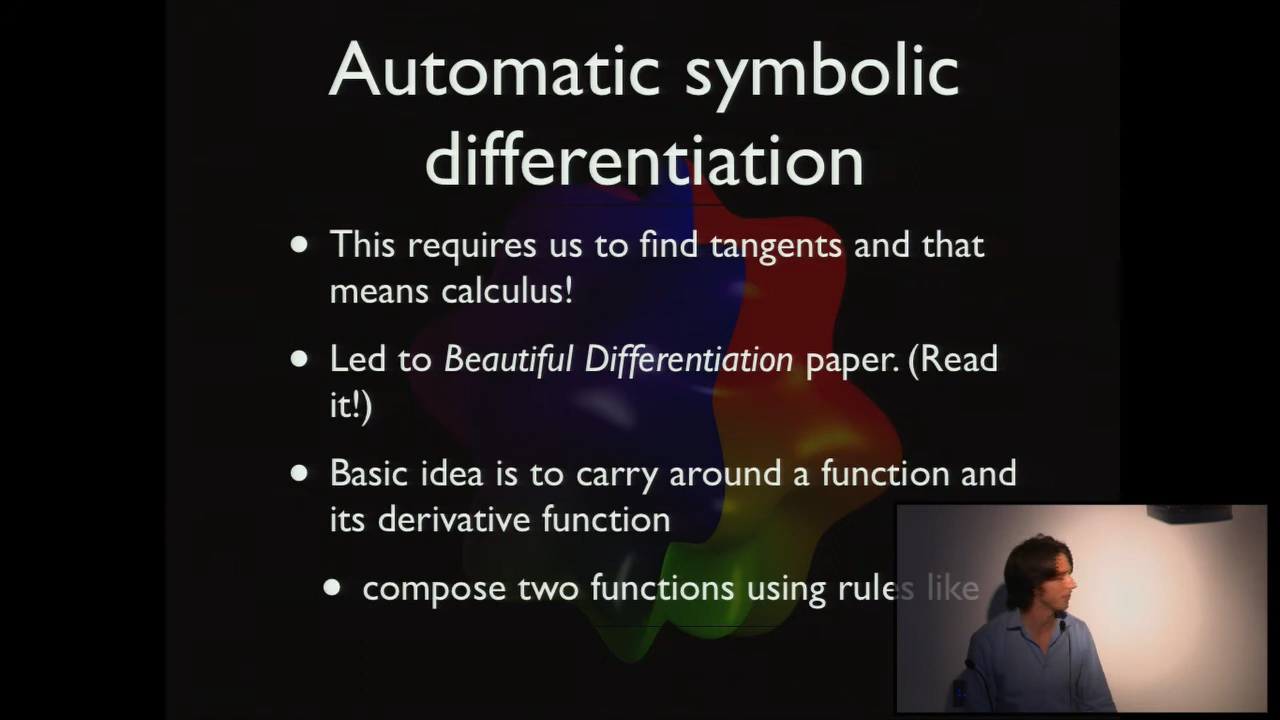 Automatic symbolic
differentiation
• This requires us to find tangents and that
means calculus!
• Led to Beautiful Differentiation paper. (Read
it!)
• Basic idea is to carry around a function and
its derivative function
• compose two functions using rules like